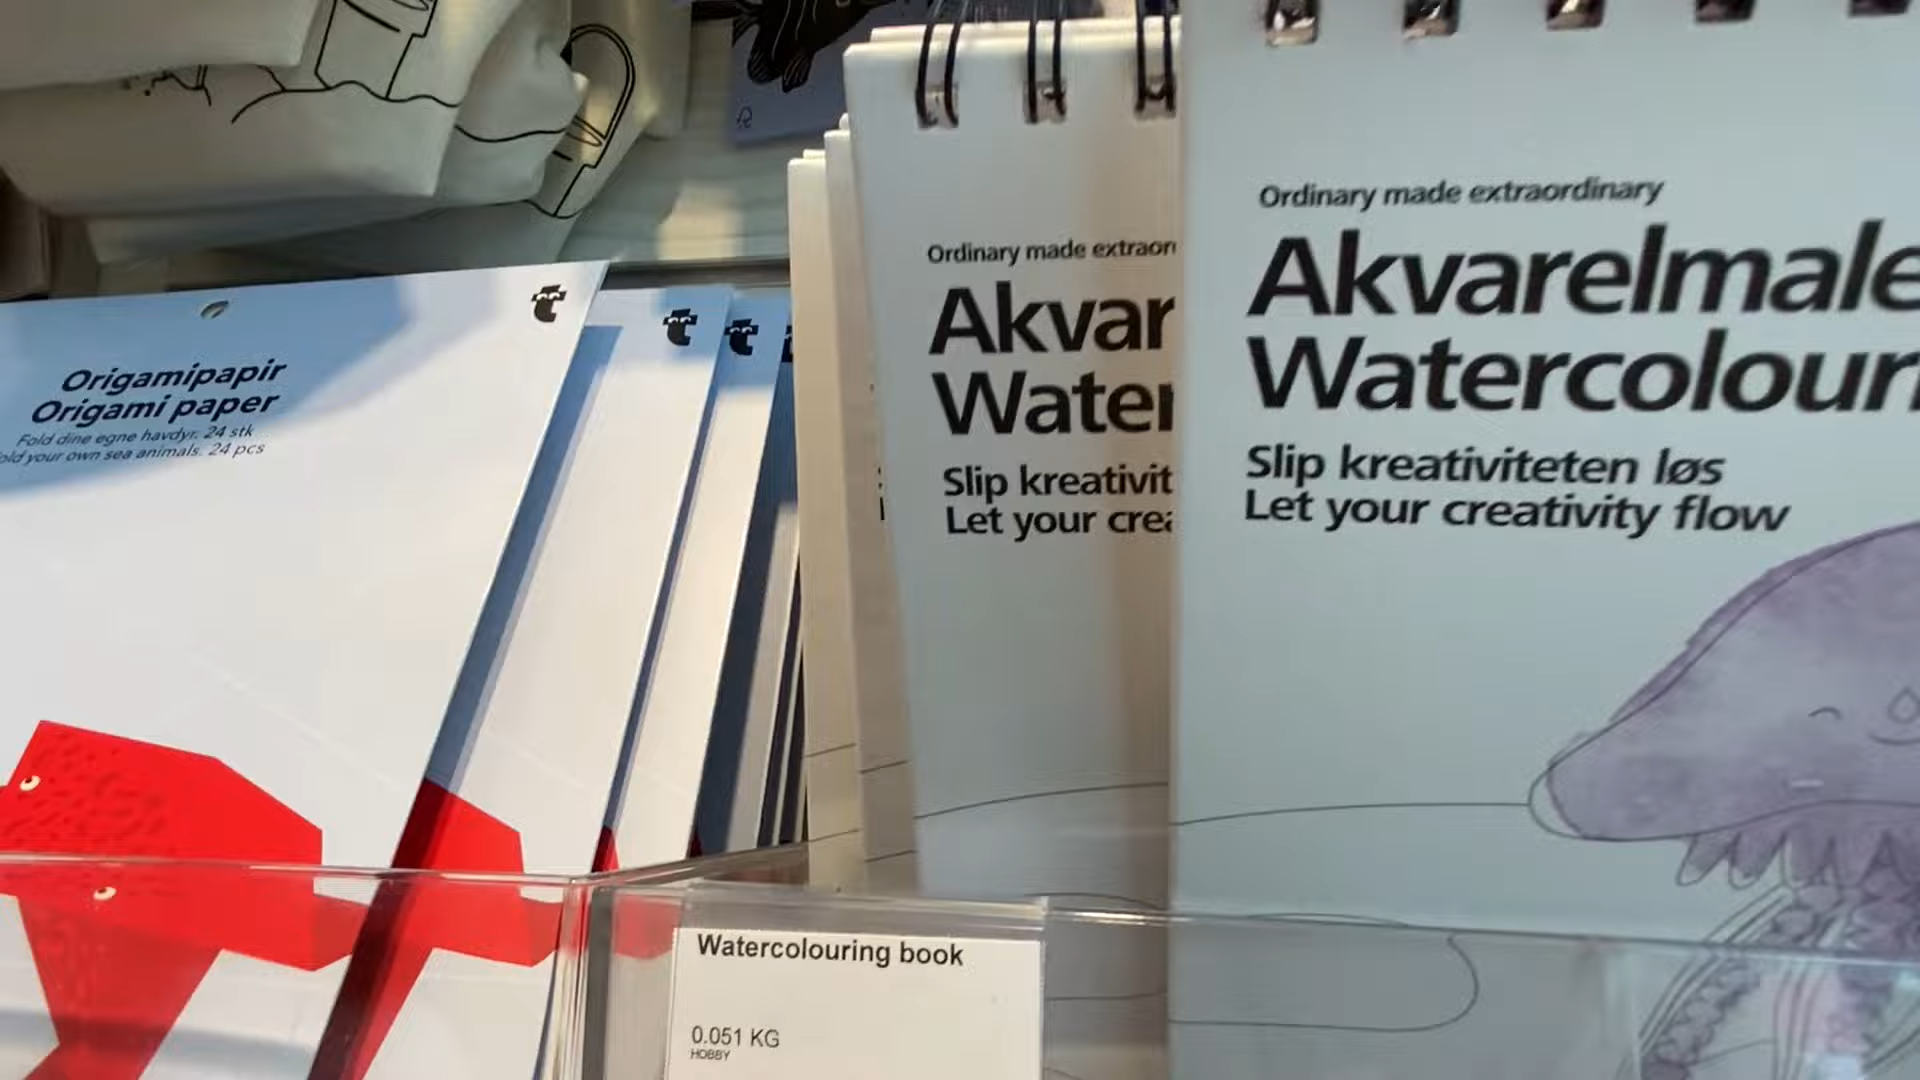 Origamipapir
Origami paper
Fold dine egne havdyr. 24 stk
old your own sea animals. 24 pcs
Ordinary made extraor
Akvar
Water
Slip kreativit
Let your crea
Ordinary made extraordinary
Akvarelmale
Watercolour
Slip kreativiteten løs
Let your creativity flow
Watercolouring book
0.051 KG
HOBBY